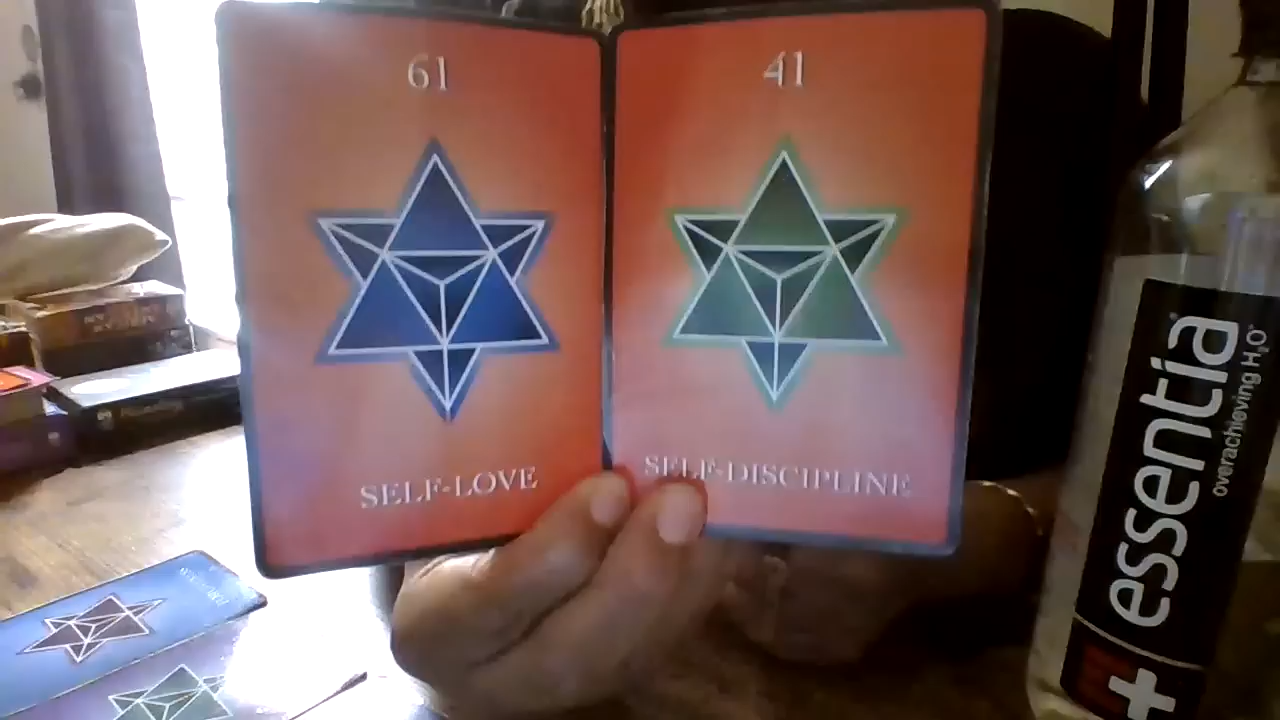 61
SELF-LOVE
41
SELF-DISCIPLINE
essentia
overachieving H₂O